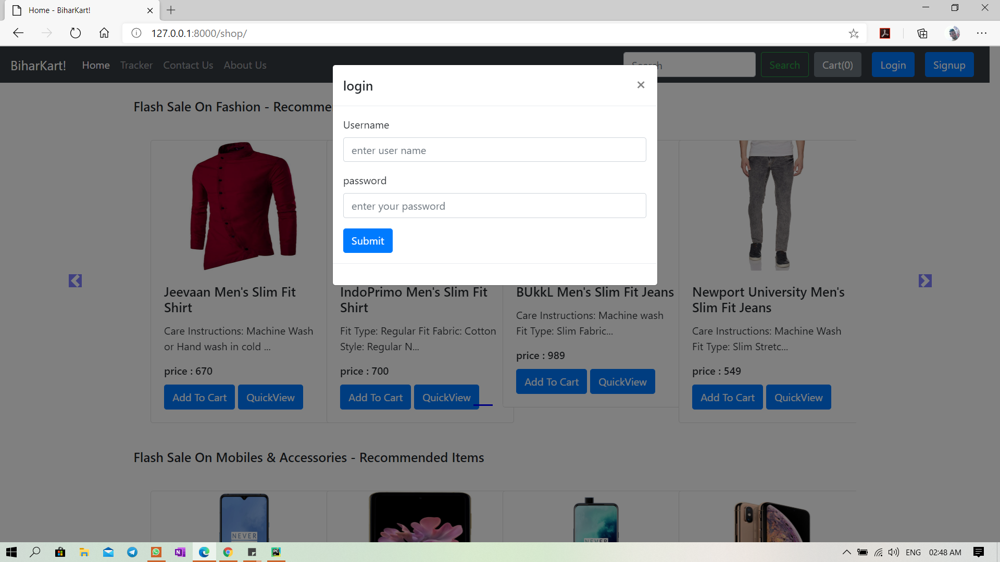 Home - BiharKart!
127.0.0.1:8000/shop/
BiharKart! Home Tracker Contact Us About Us Search Search Cart(0) Login Signup
login ×
Flash Sale On Fashion - Recomme
Username
enter user name
password
enter your password
Submit
Jeevaan Men's Slim Fit
Shirt
Care Instructions: Machine Wash
or Hand wash in cold ...
price : 670
Add To Cart QuickView
IndoPrimo Men's Slim Fit
Shirt
Fit Type: Regular Fit Fabric: Cotton
Style: Regular N...
price : 700
Add To Cart QuickView
BUkkL Men's Slim Fit Jeans
Care Instructions: Machine wash
Fit Type: Slim Fabric...
price : 989
Add To Cart QuickView
Newport University Men's
Slim Fit Jeans
Care Instructions: Machine Wash
Fit Type: Slim Stretc...
price : 549
Add To Cart QuickView
Flash Sale On Mobiles & Accessories - Recommended Items
NEVER
NEVER
ENG 02:48 AM